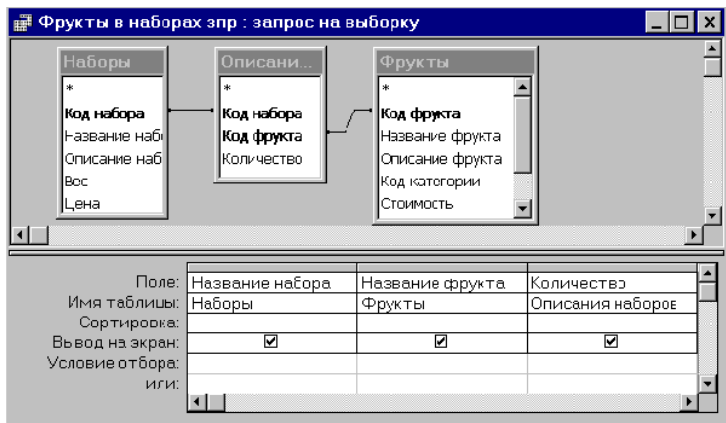 Фрукты в наборах зпр : запрос на выборку
Наборы
*
Код набора
Название наб
Описание наб
Вес
Цена
Описани...
*
Код набора
Код фрукта
Количество
Фрукты
*
Код фрукта
Название фрукта
Описание фрукта
Код категории
Стоимость
Поле: Название набора Название фрукта Количество
Имя таблицы: Наборы Фрукты Описания наборов
Сортировка:
Вывод на экран:
Условие отбора:
или: